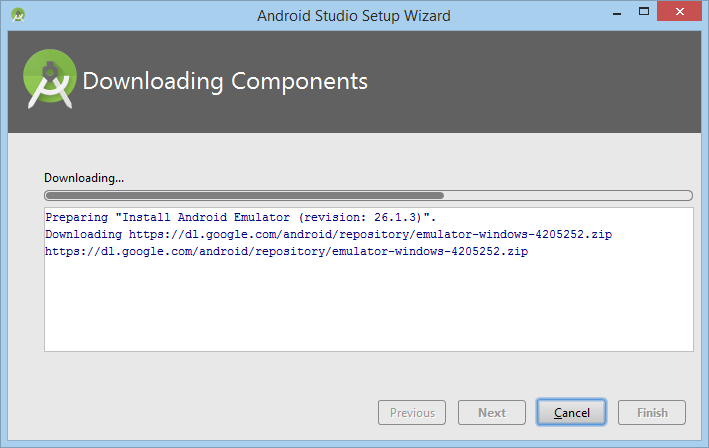 Android Studio Setup Wizard
Downloading Components
Downloading...
Preparing "Install Android Emulator (revision: 26.1.3)".
Downloading https://dl.google.com/android/repository/emulator-windows-4205252.zip
https://dl.google.com/android/repository/emulator-windows-4205252.zip
Previous Next Cancel Finish